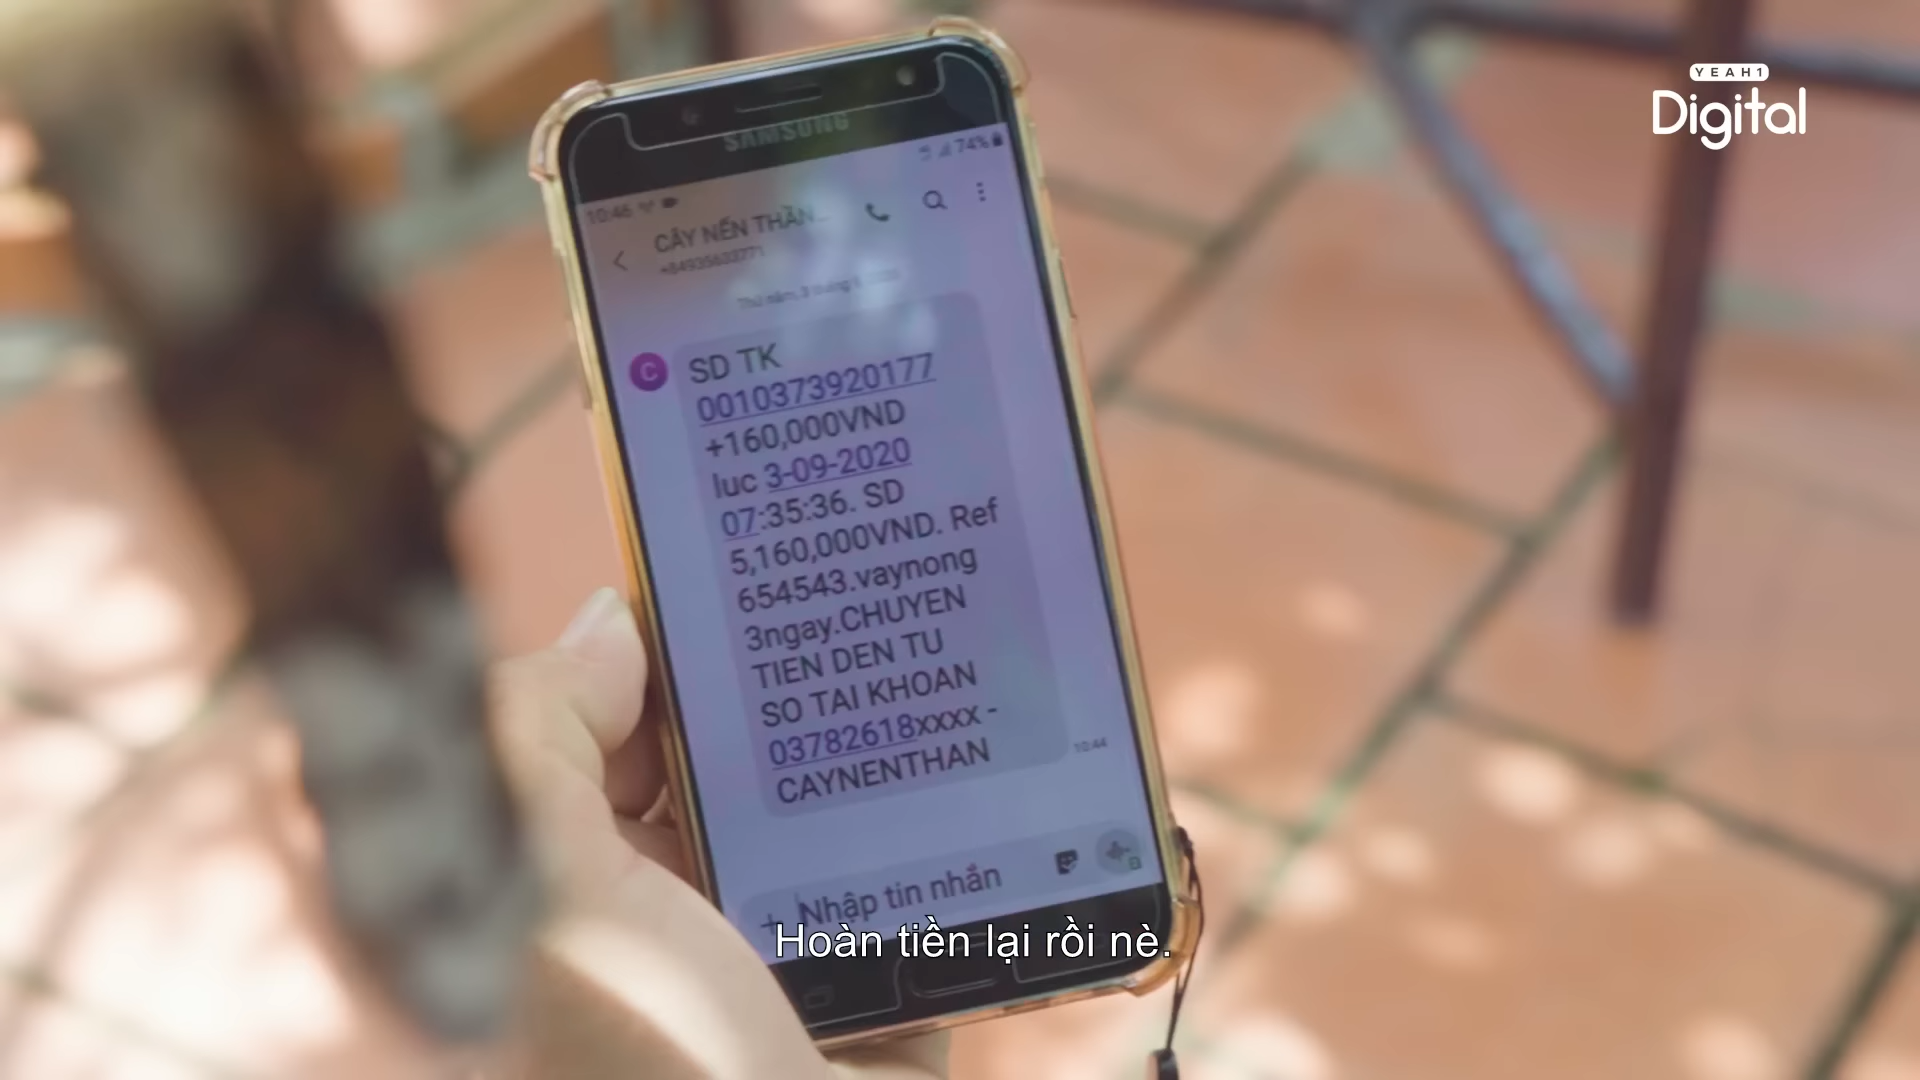 YEAH1
Digital
SAMSUNG
74%
10:46
CÂY NẾN THẦN...
SD TK
0010373920177
+160,000VND
luc 3-09-2020
07:35:36. SD
5,160,000VND. Ref
654543.vaynong
3ngay.CHUYEN
TIEN DEN TU
SO TAI KHOAN
03782618xxxx -
CAYNENTHAN
10:44
C
Nhập tin nhắn
Hoàn tiền lại rồi nè.